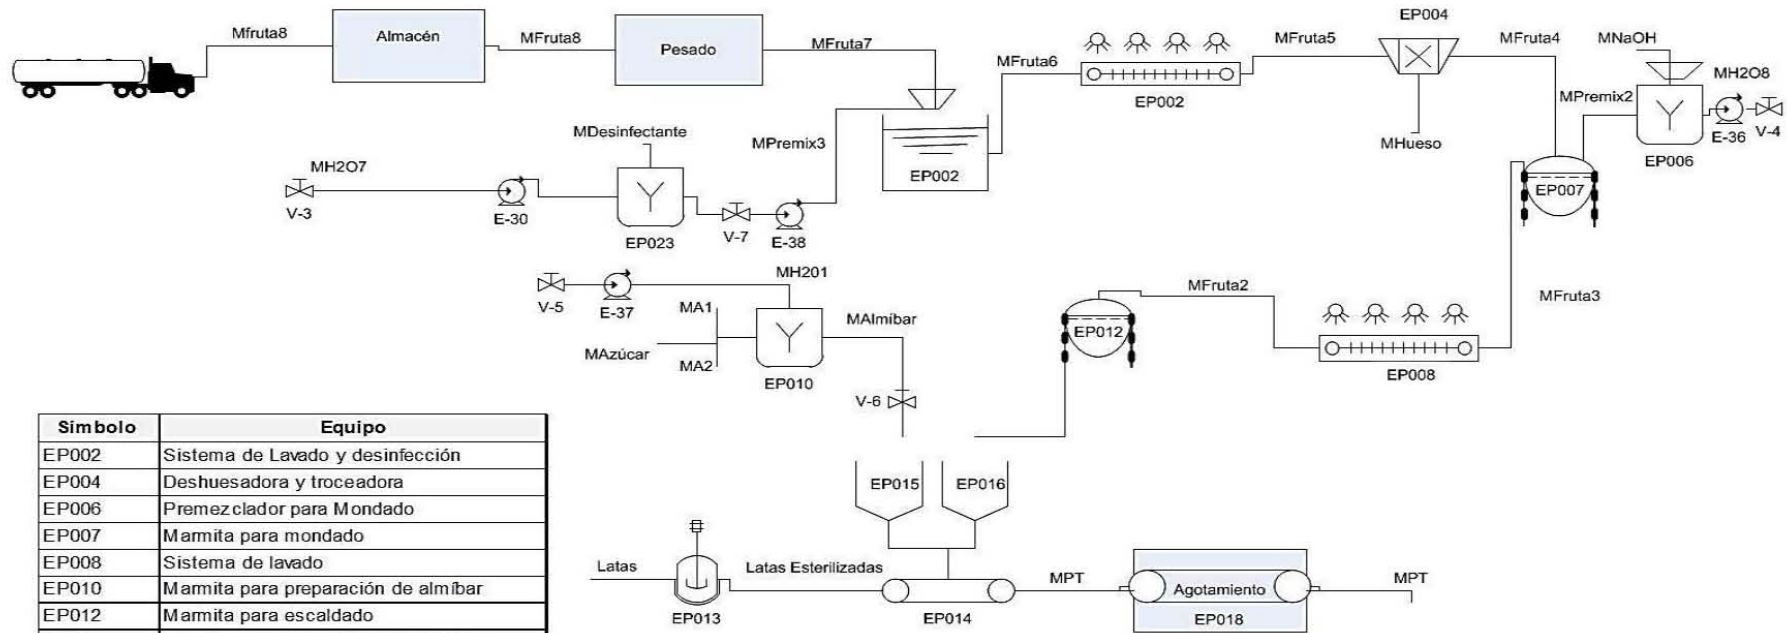 EP004
Mfruta8
Almacén
MFruta8
Pesado
MFruta7
MFruta6
EP002
MFruta5
MFruta4
MNaOH
MH2O8
MPremix2
E-36
V-4
EP006
MHueso
EP007
MDesinfectante
MPremix3
EP002
MH2O7
V-3
E-30
EP023
V-7
E-38
MH201
V-5
E-37
MA1
MAzúcar
MA2
EP010
MAlmíbar
V-6
EP012
MFruta2
MFruta3
EP008
EP015
EP016
Latas
EP013
Latas Esterilizadas
EP014
MPT
Agotamiento
EP018
MPT
Símbolo Equipo
EP002 Sistema de Lavado y desinfección
EP004 Deshuesadora y troceadora
EP006 Premezclador para Mondado
EP007 Marmita para mondado
EP008 Sistema de lavado
EP010 Marmita para preparación de almíbar
EP012 Marmita para escaldado